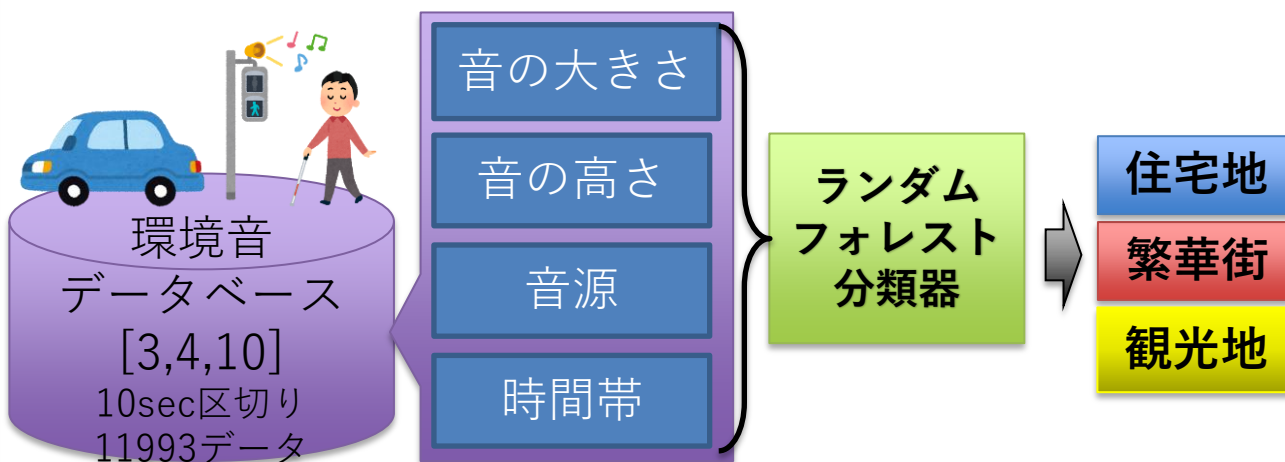 環境音
データベース
[3,4,10]
10sec区切り
11993データ
音の大きさ
音の高さ
音源
時間帯
ランダム
フォレスト
分類器
住宅地
繁華街
観光地